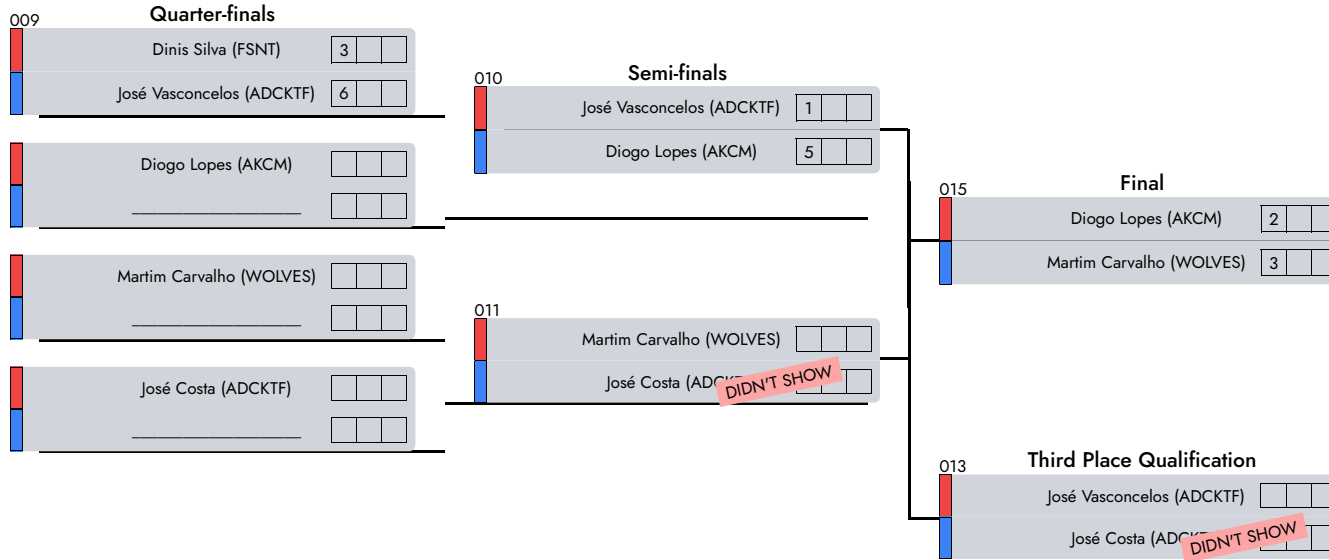 Quarter-finals
009
Dinis Silva (FSNT) 3
José Vasconcelos (ADCKTF) 6
Diogo Lopes (AKCM)
____________________
Martim Carvalho (WOLVES)
____________________
José Costa (ADCKTF)
____________________
Semi-finals
010
José Vasconcelos (ADCKTF) 1
Diogo Lopes (AKCM) 5
011
Martim Carvalho (WOLVES)
José Costa
DIDN'T SHOW
Final
015
Diogo Lopes (AKCM) 2
Martim Carvalho (WOLVES) 3
Third Place Qualification
013
José Vasconcelos (ADCKTF)
José Costa
DIDN'T SHOW